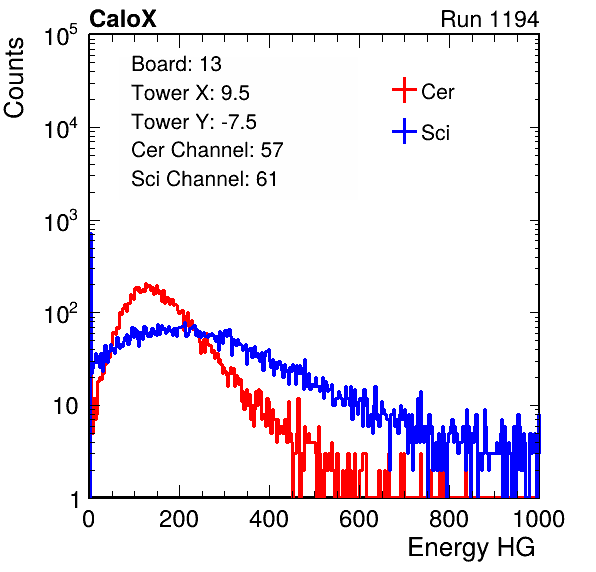 CaloX Run 1194
Counts
10^5
10^4
10^3
10^2
10
1
Board: 13
Tower X: 9.5
Tower Y: -7.5
Cer Channel: 57
Sci Channel: 61
Cer
Sci
0 200 400 600 800 1000
Energy HG